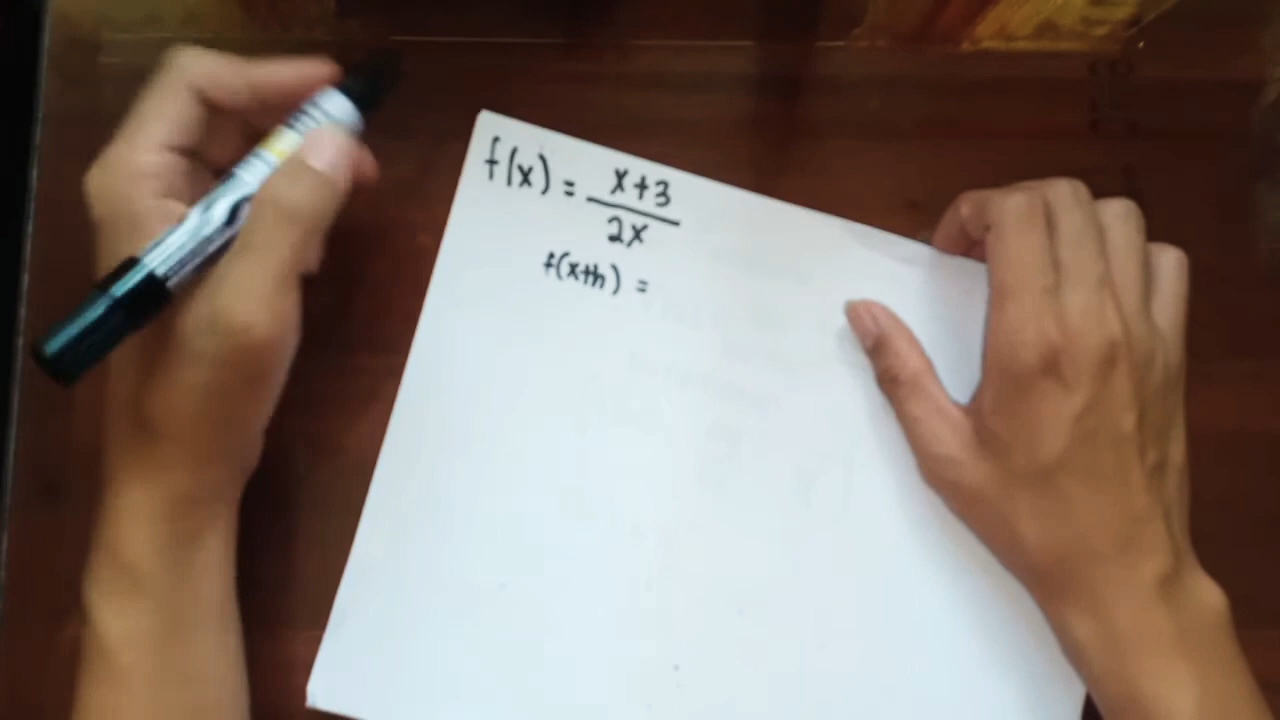 f(x) = x+3
2x
f(x+h) =